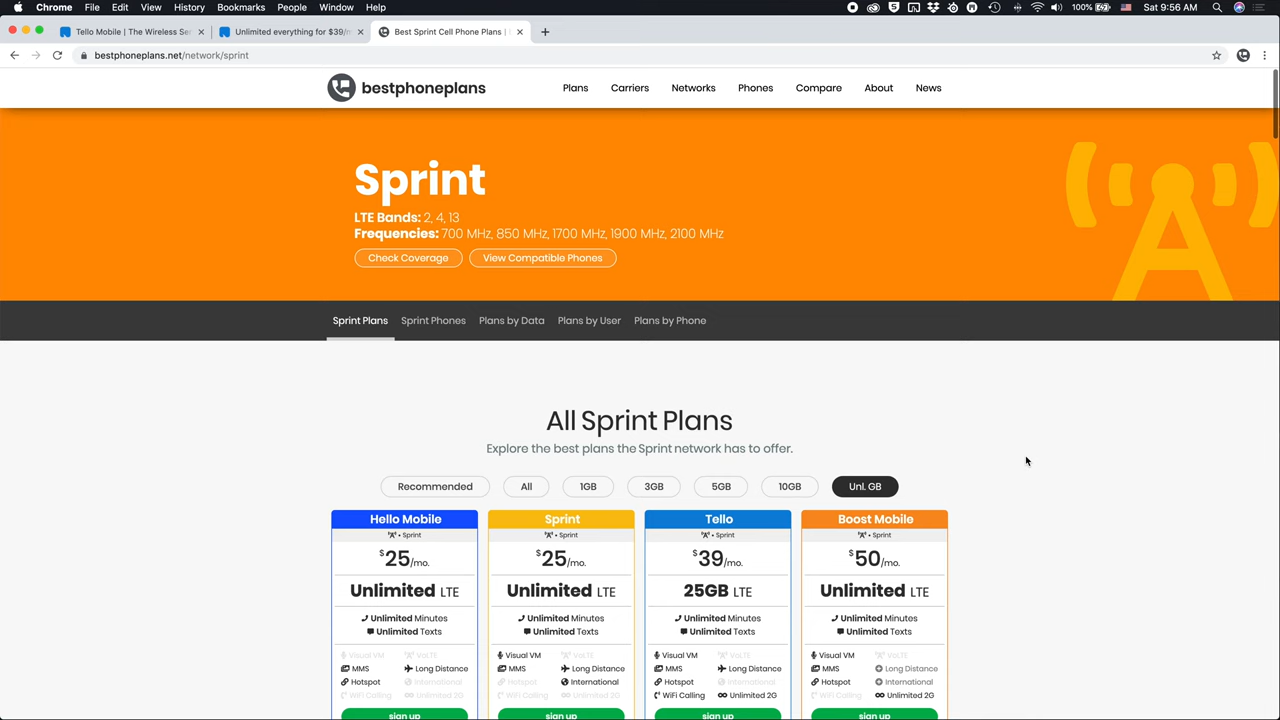 Chrome File Edit View History Bookmarks People Window Help 100% Sat 9:56 AM
Tello Mobile | The Wireless Ser Unlimited everything for $39/m Best Sprint Cell Phone Plans |
bestphoneplans.net/network/sprint
bestphoneplans Plans Carriers Networks Phones Compare About News
Sprint
LTE Bands: 2, 4, 13
Frequencies: 700 MHz, 850 MHz, 1700 MHz, 1900 MHz, 2100 MHz
Check Coverage View Compatible Phones
Sprint Plans Sprint Phones Plans by Data Plans by User Plans by Phone
All Sprint Plans
Explore the best plans the Sprint network has to offer.
Recommended All 1GB 3GB 5GB 10GB Unl. GB
Hello Mobile Sprint Tello Boost Mobile
• Sprint • Sprint • Sprint • Sprint
$25/mo. $25/mo. $39/mo. $50/mo.
Unlimited LTE Unlimited LTE 25GB LTE Unlimited LTE
Unlimited Minutes Unlimited Minutes Unlimited Minutes Unlimited Minutes
Unlimited Texts Unlimited Texts Unlimited Texts Unlimited Texts
Visual VM VoLTE Visual VM VoLTE Visual VM VoLTE Visual VM VoLTE
MMS Long Distance MMS Long Distance MMS Long Distance MMS Long Distance
Hotspot International Hotspot International Hotspot International Hotspot International
WiFi Calling Unlimited 2G WiFi Calling Unlimited 2G WiFi Calling Unlimited 2G WiFi Calling Unlimited 2G
sign up sign up sign up sign up